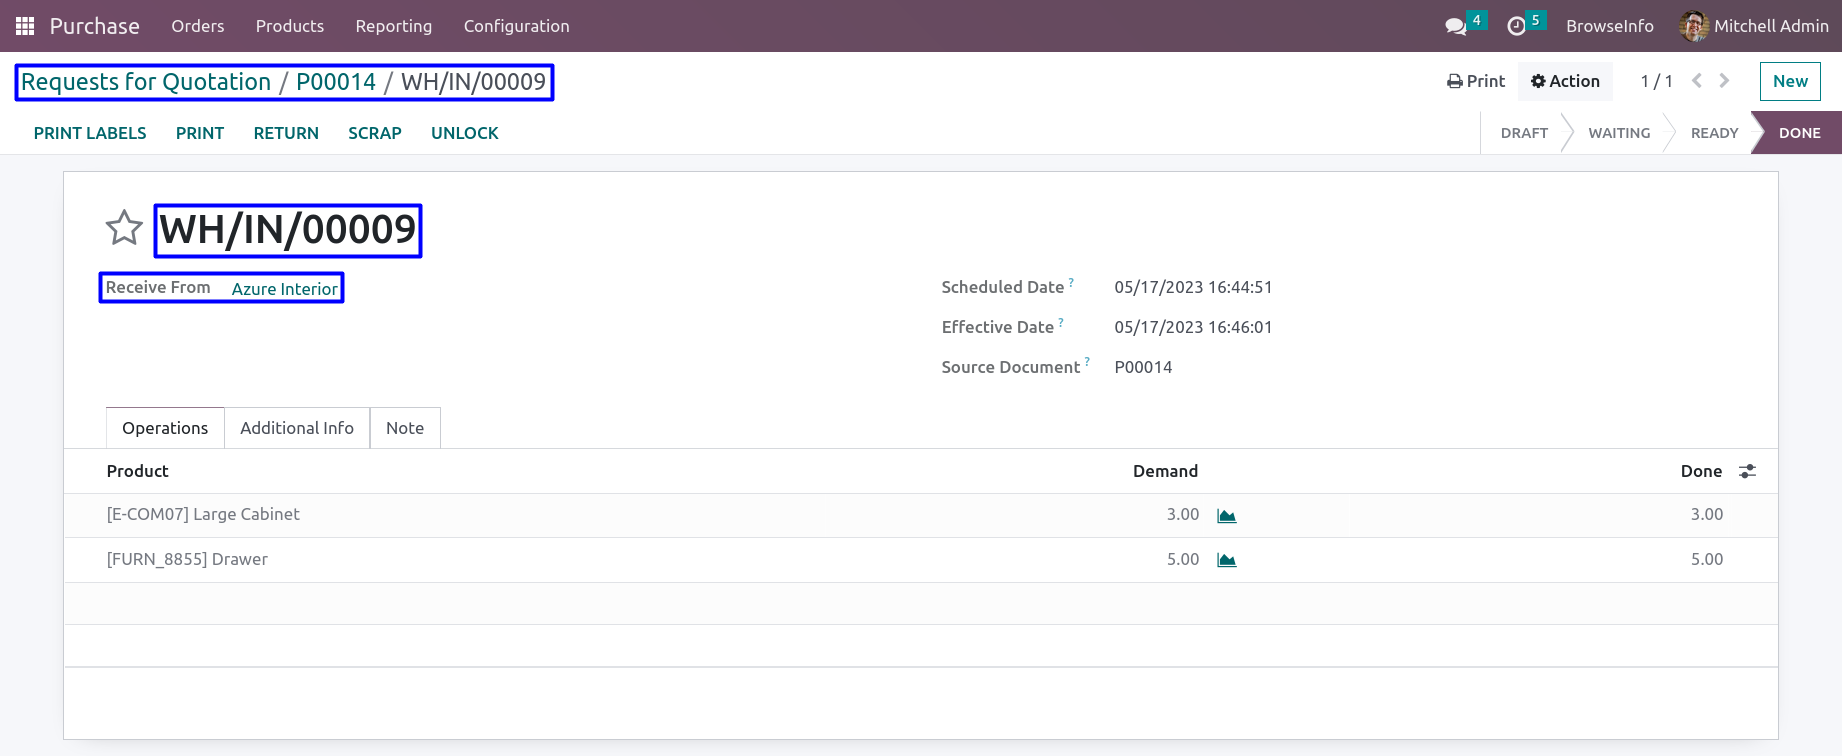 Purchase Orders Products Reporting Configuration 4 5 BrowseInfo Mitchell Admin
Requests for Quotation / P00014 / WH/IN/00009 Print Action 1 / 1 New
PRINT LABELS PRINT RETURN SCRAP UNLOCK DRAFT WAITING READY DONE
WH/IN/00009
Receive From Azure Interior Scheduled Date ? 05/17/2023 16:44:51
Effective Date ? 05/17/2023 16:46:01
Source Document ? P00014
Operations Additional Info Note
Product Demand Done
[E-COM07] Large Cabinet 3.00 3.00
[FURN_8855] Drawer 5.00 5.00